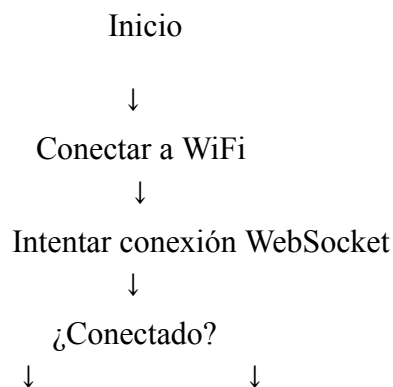 Inicio
↓
Conectar a WiFi
↓
Intentar conexión WebSocket
↓
¿Conectado?
↓ ↓